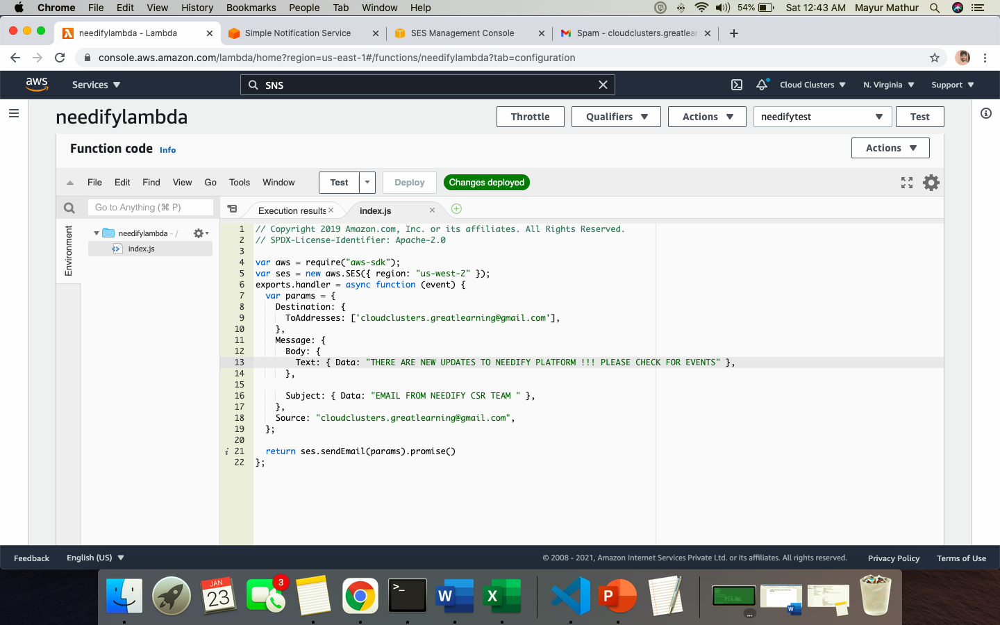 Chrome File Edit View History Bookmarks People Tab Window Help 54% Sat 12:43 AM Mayur Mathur
needifylambda - Lambda Simple Notification Service SES Management Console Spam - cloudclusters.greatlear
console.aws.amazon.com/lambda/home?region=us-east-1#/functions/needifylambda?tab=configuration
aws Services SNS Cloud Clusters N. Virginia Support
needifylambda Throttle Qualifiers Actions needifytest Test
Function code Info Actions
File Edit Find View Go Tools Window Test Deploy Changes deployed
Go to Anything (⌘ P) Execution results index.js
Environment
needifylambda - /
index.js
1 // Copyright 2019 Amazon.com, Inc. or its affiliates. All Rights Reserved.
2 // SPDX-License-Identifier: Apache-2.0
3
4 var aws = require("aws-sdk");
5 var ses = new aws.SES({ region: "us-west-2" });
6 exports.handler = async function (event) {
7 var params = {
8 Destination: {
9 ToAddresses: ['cloudclusters.greatlearning@gmail.com'],
10 },
11 Message: {
12 Body: {
13 Text: { Data: "THERE ARE NEW UPDATES TO NEEDIFY PLATFORM !!! PLEASE CHECK FOR EVENTS" },
14 },
15
16 Subject: { Data: "EMAIL FROM NEEDIFY CSR TEAM " },
17 },
18 Source: "cloudclusters.greatlearning@gmail.com",
19 };
20
i 21 return ses.sendEmail(params).promise()
22 };
Feedback English (US) © 2008 - 2021, Amazon Internet Services Private Ltd. or its affiliates. All rights reserved. Privacy Policy Terms of Use
JAN
23
3
>_
W
X
P
W